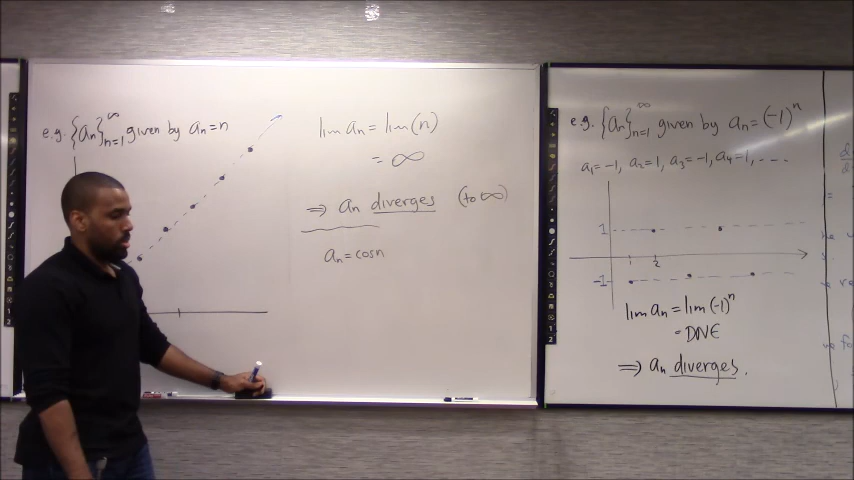 e.g. {aₙ}ₙ₌₁^∞ given by aₙ = n
lim aₙ = lim(n)
= ∞
⇒ aₙ diverges (to ∞)
aₙ = cosn
e.g. {aₙ}ₙ₌₁^∞ given by aₙ = (-1)ⁿ
a₁ = -1, a₂ = 1, a₃ = -1, a₄ = 1, ....
1
1 2
-1
lim aₙ = lim (-1)ⁿ
= DNE
⇒ aₙ diverges.